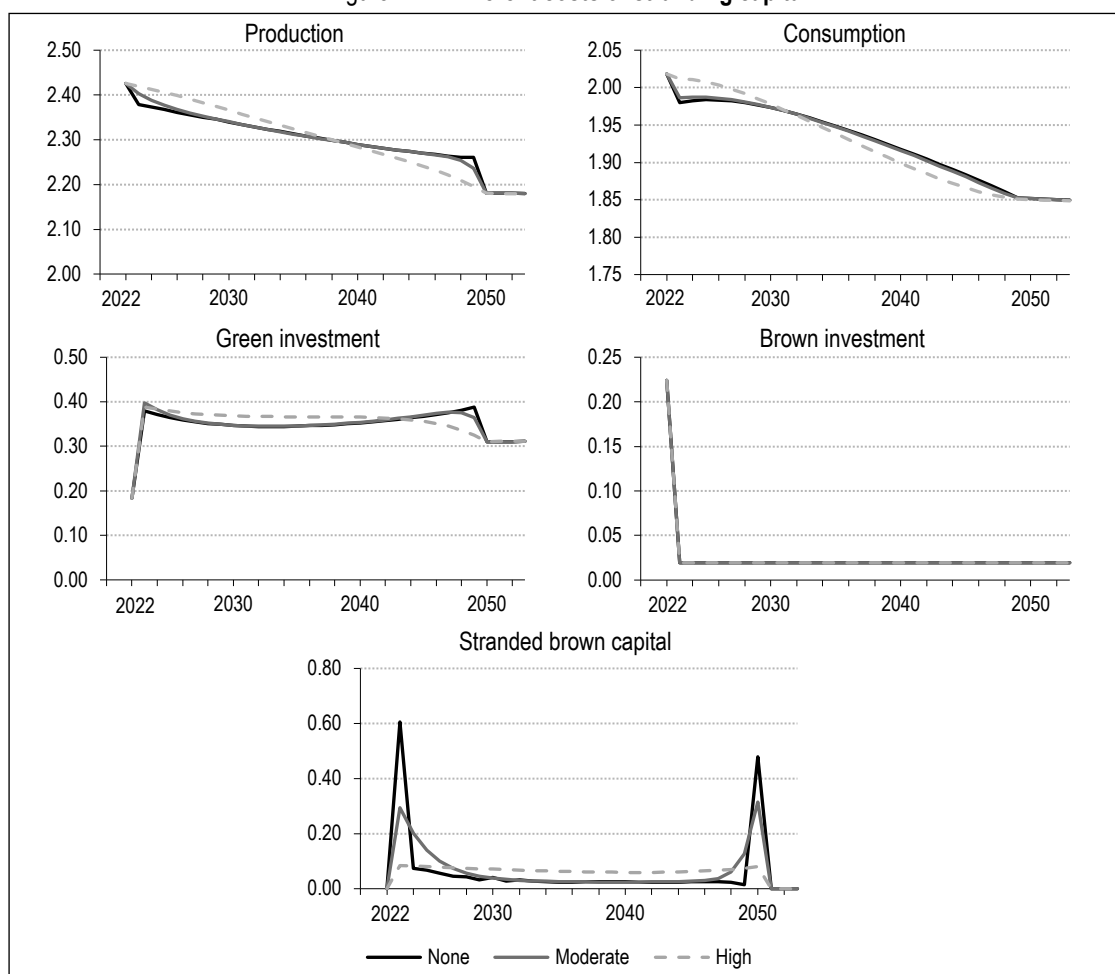 Production
2.50
2.40
2.30
2.20
2.10
2.00
2022 2030 2040 2050
Consumption
2.05
2.00
1.95
1.90
1.85
1.80
1.75
2022 2030 2040 2050
Green investment
0.50
0.40
0.30
0.20
0.10
0.00
2022 2030 2040 2050
Brown investment
0.25
0.20
0.15
0.10
0.05
0.00
2022 2030 2040 2050
Stranded brown capital
0.80
0.60
0.40
0.20
0.00
2022 2030 2040 2050
None Moderate High